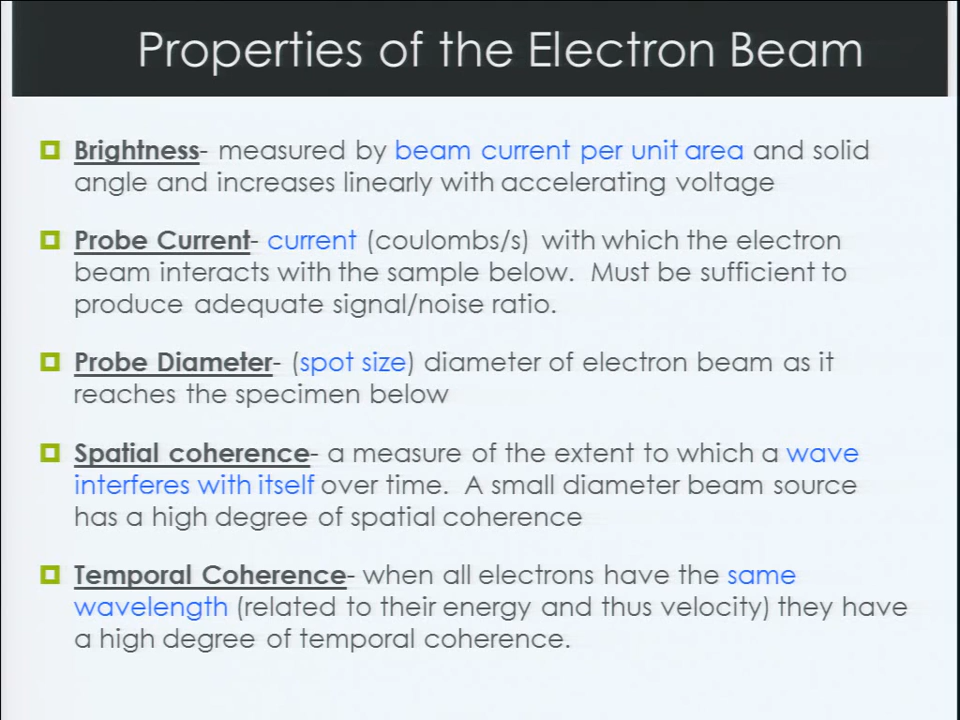 Properties of the Electron Beam
Brightness- measured by beam current per unit area and solid
angle and increases linearly with accelerating voltage
Probe Current- current (coulombs/s) with which the electron
beam interacts with the sample below. Must be sufficient to
produce adequate signal/noise ratio.
Probe Diameter- (spot size) diameter of electron beam as it
reaches the specimen below
Spatial coherence- a measure of the extent to which a wave
interferes with itself over time. A small diameter beam source
has a high degree of spatial coherence
Temporal Coherence- when all electrons have the same
wavelength (related to their energy and thus velocity) they have
a high degree of temporal coherence.